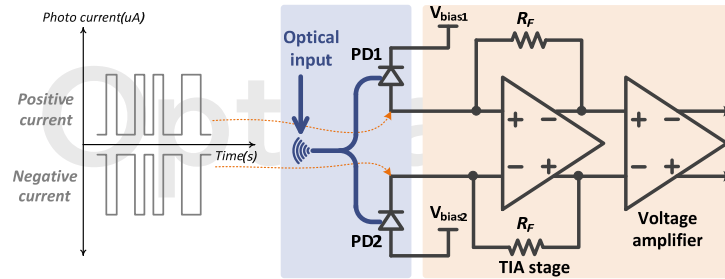 Photo current(uA)
Positive
current
Negative
current
Time(s)
Optical
input
PD1
PD2
Vbias1
Vbias2
RF
+
−
−
+
RF
TIA stage
+
−
−
+
Voltage
amplifier